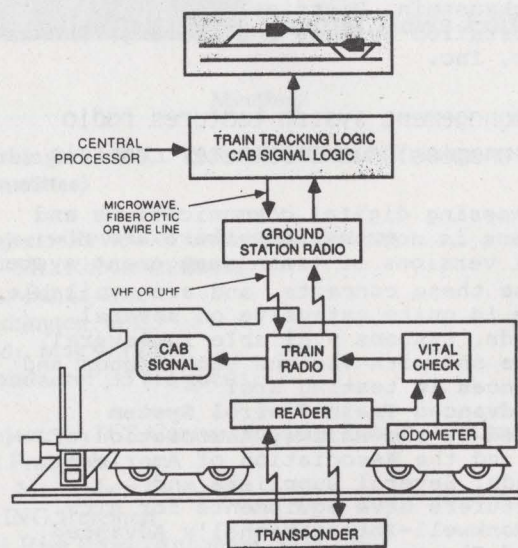 CENTRAL
PROCESSOR
TRAIN TRACKING LOGIC
CAB SIGNAL LOGIC
MICROWAVE,
FIBER OPTIC
OR WIRE LINE
GROUND
STATION RADIO
VHF OR UHF
CAB
SIGNAL
TRAIN
RADIO
VITAL
CHECK
READER
ODOMETER
TRANSPONDER